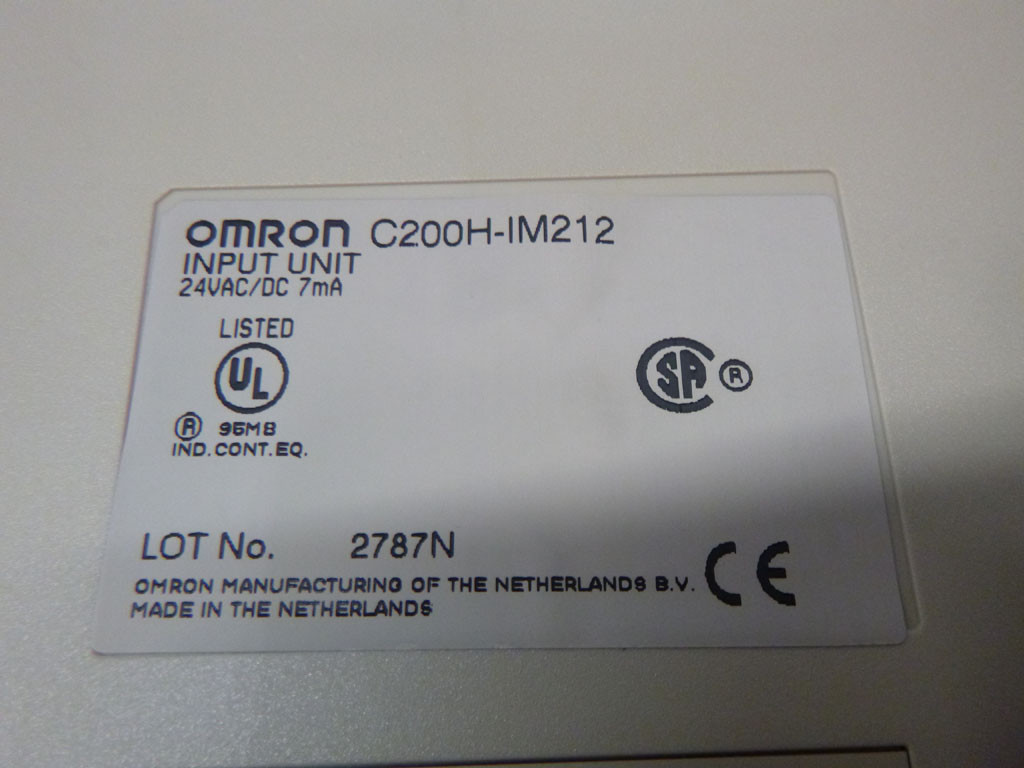 OMRON C200H-IM212
INPUT UNIT
24VAC/DC 7mA
LISTED
UL
® 95MB
IND.CONT.EQ.
SA ®
LOT No. 2787N
OMRON MANUFACTURING OF THE NETHERLANDS B.V.
MADE IN THE NETHERLANDS
CE